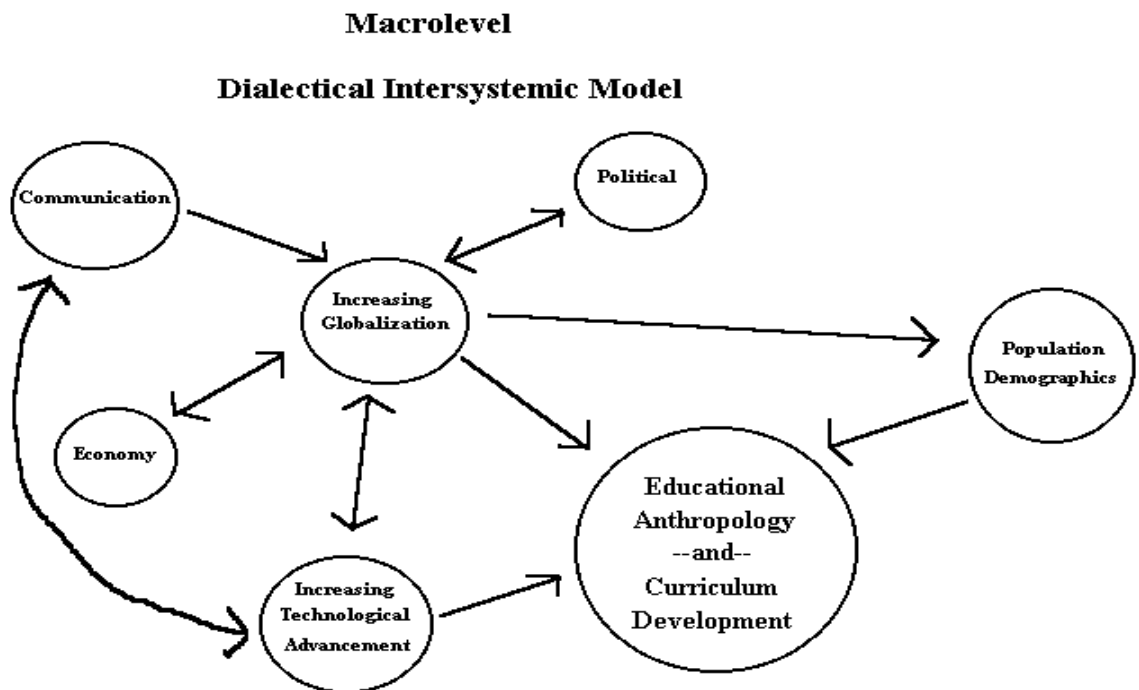 Macrolevel
Dialectical Intersystemic Model
Communication
Political
Increasing
Globalization
Population
Demographics
Economy
Educational
Anthropology
--and--
Curriculum
Development
Increasing
Technological
Advancement